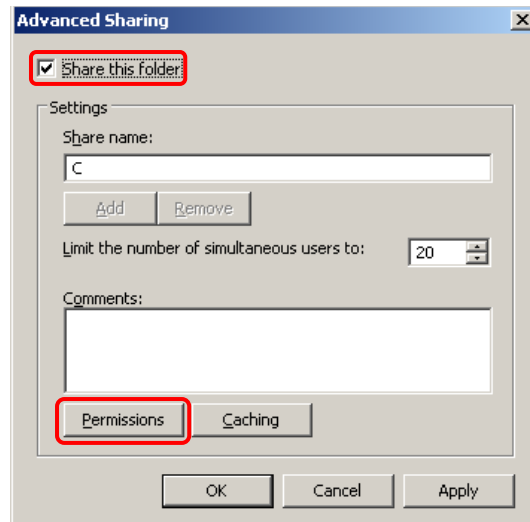 Advanced Sharing
Share this folder
Settings
Share name:
C
Add Remove
Limit the number of simultaneous users to: 20
Comments:
Permissions Caching
OK Cancel Apply